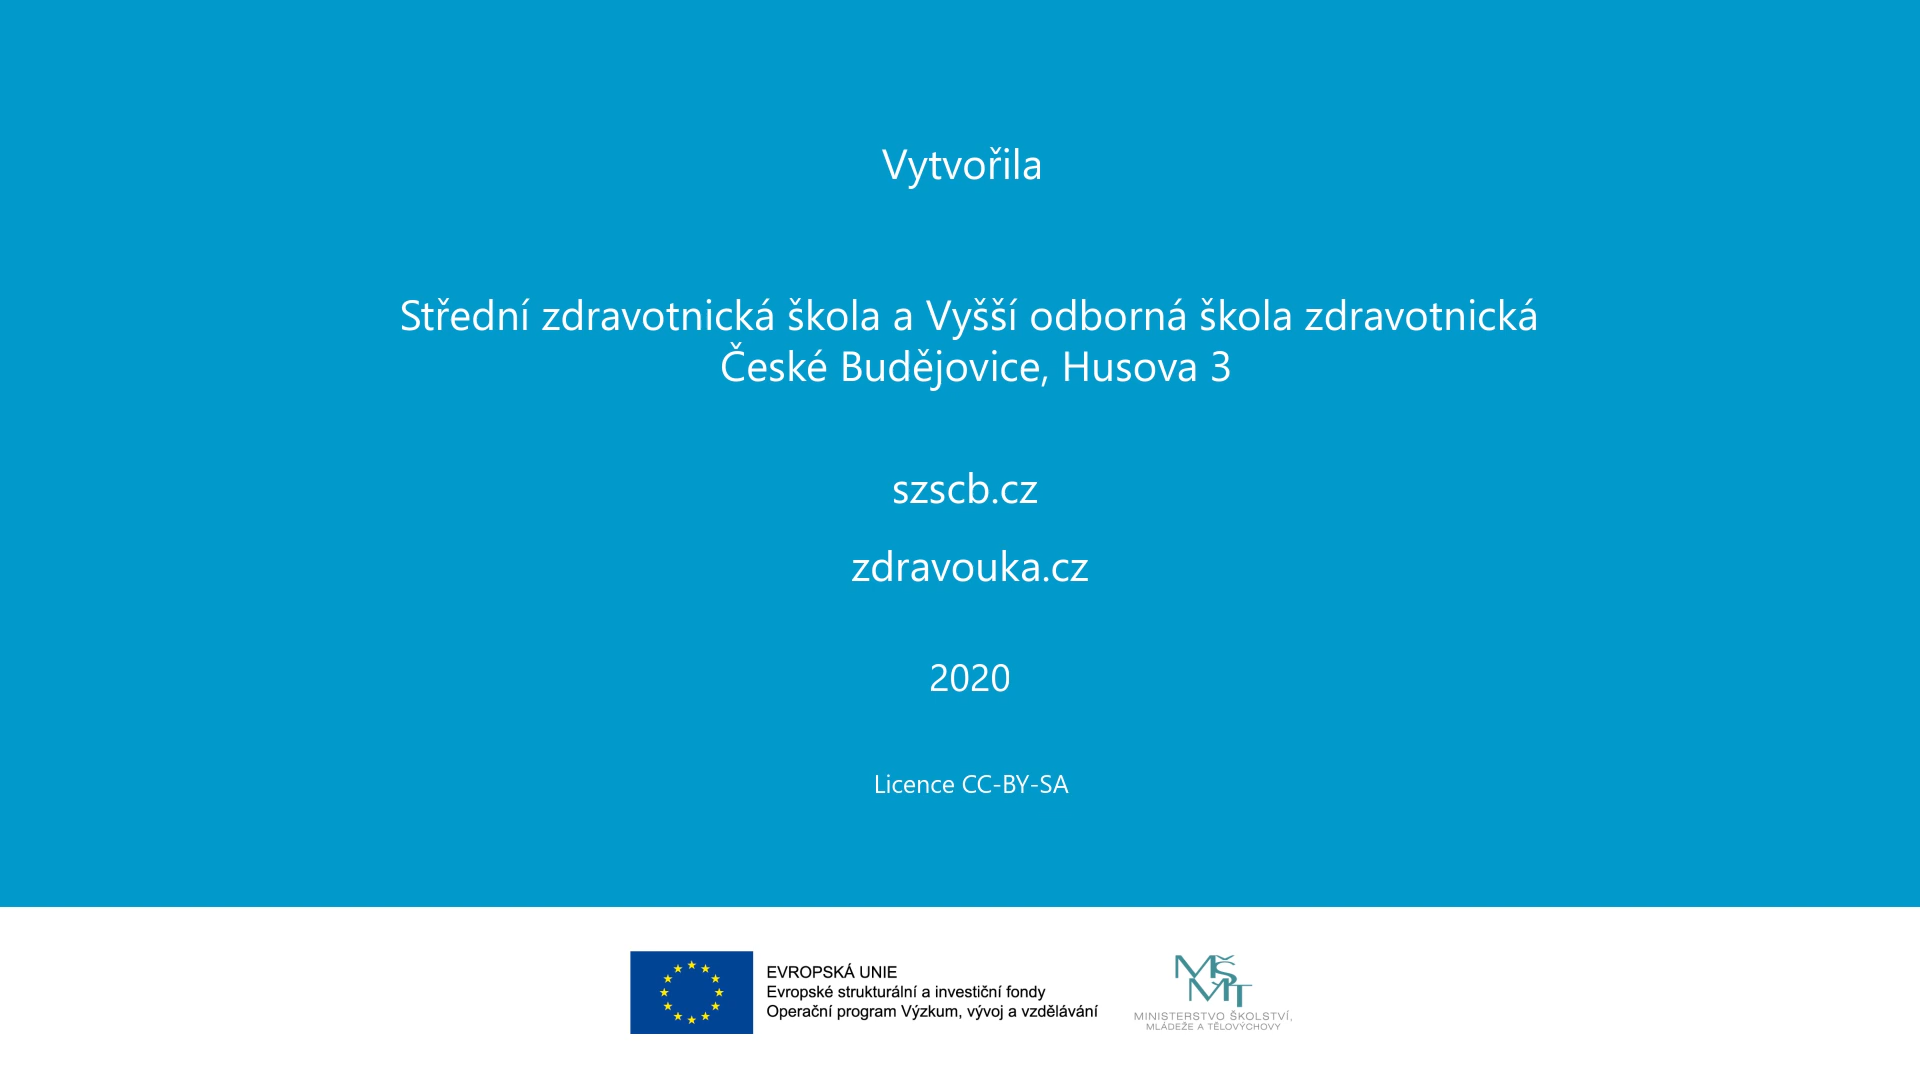 Vytvořila
Střední zdravotnická škola a Vyšší odborná škola zdravotnická
České Budějovice, Husova 3
szscb.cz
zdravouka.cz
2020
Licence CC-BY-SA
EVROPSKÁ UNIE
Evropské strukturální a investiční fondy
Operační program Výzkum, vývoj a vzdělávání
MŠMT
MINISTERSTVO ŠKOLSTVÍ,
MLÁDEŽE A TĚLOVÝCHOVY